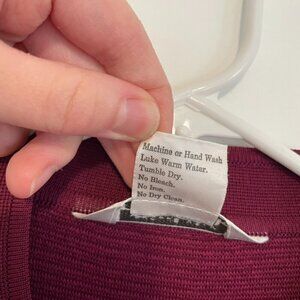 Machine or Hand Wash
Luke Warm Water.
Tumble Dry.
No Bleach.
No Iron.
No Dry Clean.